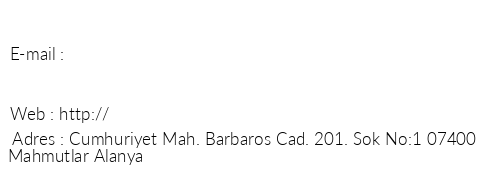 E-mail :
Web : http://
Adres : Cumhuriyet Mah. Barbaros Cad. 201. Sok No:1 07400
Mahmutlar Alanya